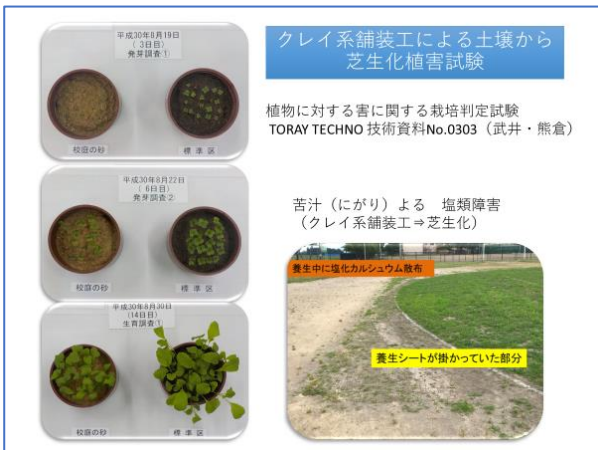 平成30年8月19日
(3日目)
発芽調査①
校庭の砂
標準区
平成30年8月22日
(6日目)
発芽調査②
校庭の砂
標準区
平成30年8月30日
(14日目)
生育調査①
校庭の砂
標準区
クレイ系舗装工による土壌から
芝生化植害試験
植物に対する害に関する栽培判定試験
TORAY TECHNO 技術資料No.0303（武井・熊倉）
苦汁（にがり）よる　塩類障害
（クレイ系舗装工⇒芝生化）
養生中に塩化カルシュウム散布
養生シートが掛かっていた部分